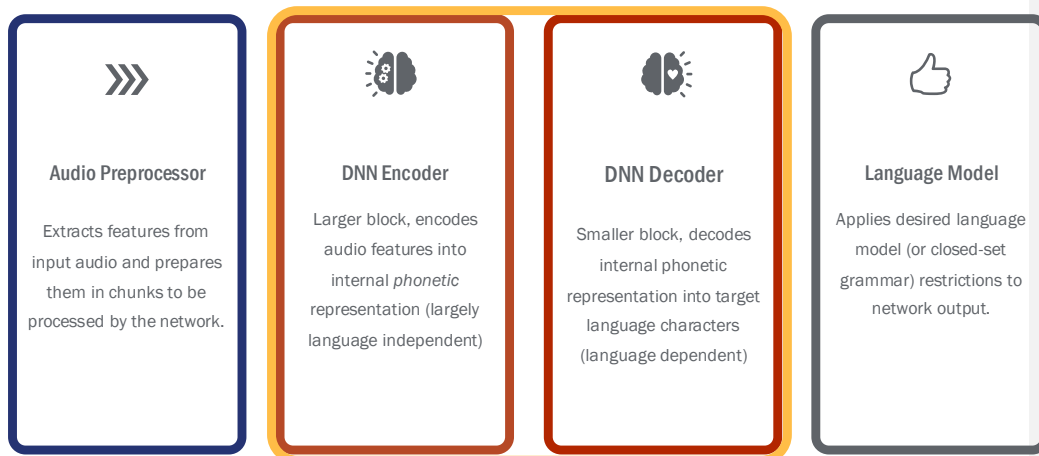 Audio Preprocessor
Extracts features from
input audio and prepares
them in chunks to be
processed by the network.
DNN Encoder
Larger block, encodes
audio features into
internal phonetic
representation (largely
language independent)
DNN Decoder
Smaller block, decodes
internal phonetic
representation into target
language characters
(language dependent)
Language Model
Applies desired language
model (or closed-set
grammar) restrictions to
network output.